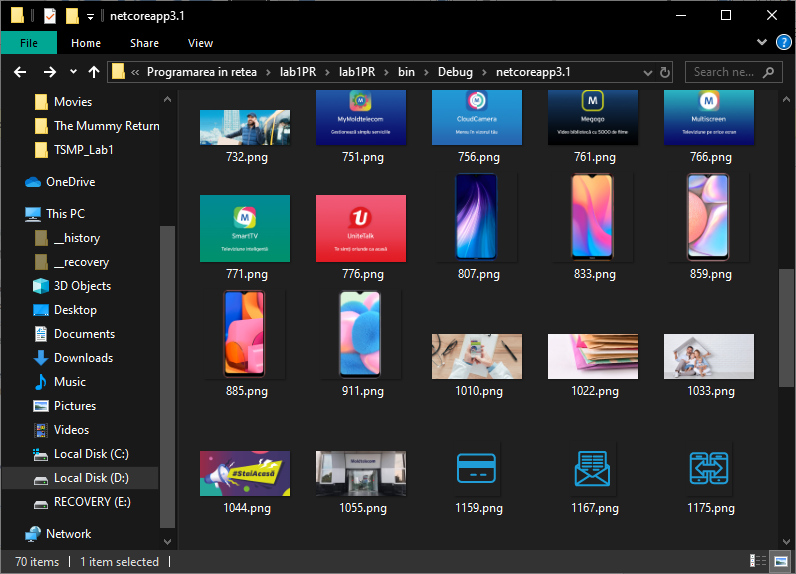 netcoreapp3.1
File
Home
Share
View
Programarea in retea
lab1PR
lab1PR
bin
Debug
netcoreapp3.1
Search ne...
Movies
The Mummy Return
TSMP_Lab1
OneDrive
This PC
__history
__recovery
3D Objects
Desktop
Documents
Downloads
Music
Pictures
Videos
Local Disk (C:)
Local Disk (D:)
RECOVERY (E:)
Network
MyMoldtelecom
Gestionează simplu serviciile
CloudCamera
Mereu în vizorul tău
Megogo
Video bibliotecă cu 5000 de filme
Multiscreen
Televiziune pe orice ecran
732.png
751.png
756.png
761.png
766.png
SmartTV
Televiziune inteligentă
UniteTalk
Te simți oriunde ca acasă
771.png
776.png
807.png
833.png
859.png
885.png
911.png
1010.png
1022.png
1033.png
#StaiAcasă
Moldtelecom
1044.png
1055.png
1159.png
1167.png
1175.png
70 items
1 item selected